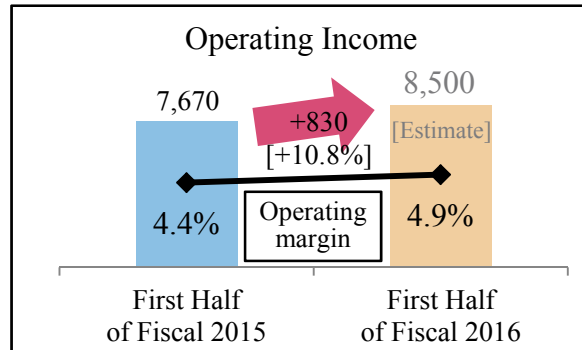 Operating Income
7,670
8,500
+830
[Estimate]
[+10.8%]
4.4%
Operating
margin
4.9%
First Half
of Fiscal 2015
First Half
of Fiscal 2016